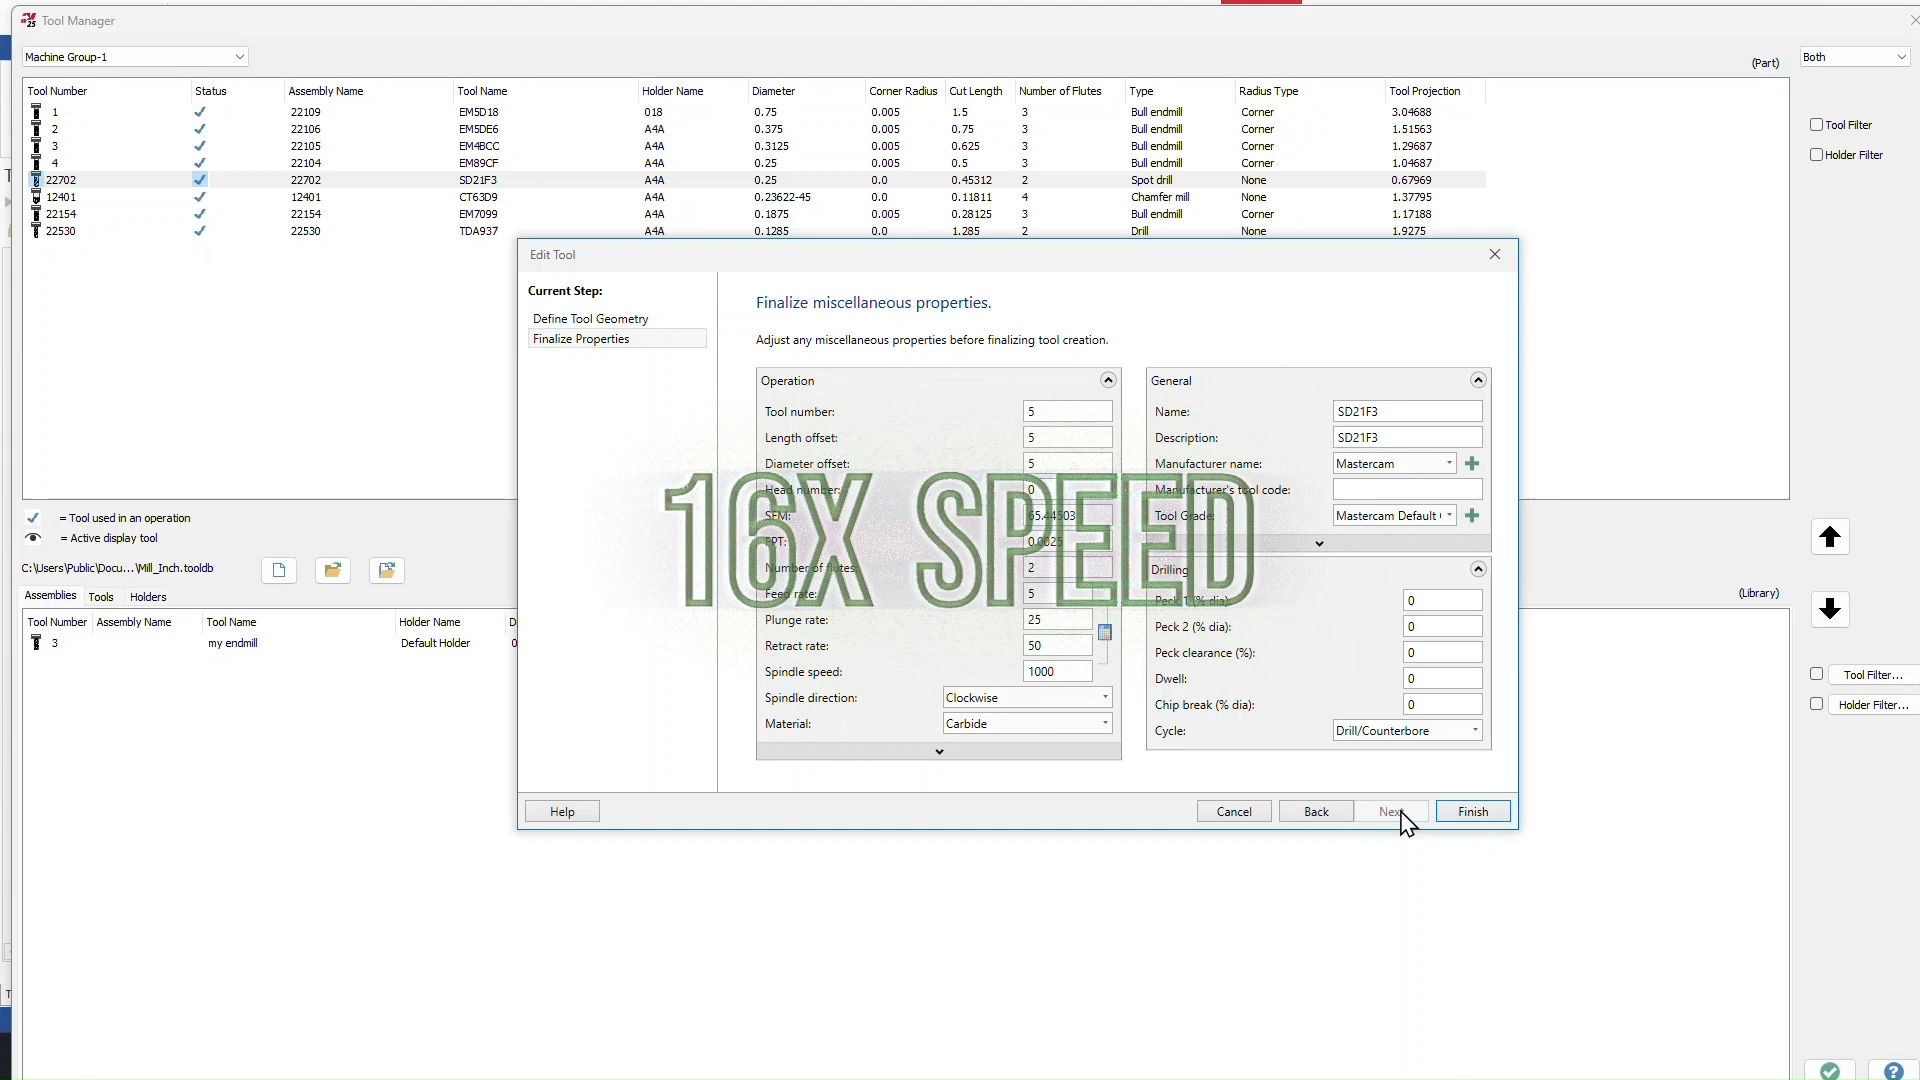 Tool Manager
Machine Group-1
(Part)
Both
Tool Number Status Assembly Name Tool Name Holder Name Diameter Corner Radius Cut Length Number of Flutes Type Radius Type Tool Projection
1 22109 EM5D18 018 0.75 0.005 1.5 3 Bull endmill Corner 3.04688
2 22106 EM5DE6 A4A 0.375 0.005 0.75 3 Bull endmill Corner 1.51563
3 22105 EM4BCC A4A 0.3125 0.005 0.625 3 Bull endmill Corner 1.29687
4 22104 EM89CF A4A 0.25 0.005 0.5 3 Bull endmill Corner 1.04687
22702 22702 SD21F3 A4A 0.25 0.0 0.45312 2 Spot drill None 0.67969
12401 12401 CT63D9 A4A 0.23622-45 0.0 0.11811 4 Chamfer mill None 1.37795
22154 22154 EM7099 A4A 0.1875 0.005 0.28125 3 Bull endmill Corner 1.17188
22530 22530 TDA937 A4A 0.1285 0.0 1.285 2 Drill None 1.9275
Tool Filter
Holder Filter
Edit Tool
Current Step:
Define Tool Geometry
Finalize Properties
Finalize miscellaneous properties.
Adjust any miscellaneous properties before finalizing tool creation.
Operation
Tool number: 5
Length offset: 5
Diameter offset: 5
Head number: 0
SFM: 65.44503
FPT: 0.0025
Number of flutes: 2
Feed rate: 5
Plunge rate: 25
Retract rate: 50
Spindle speed: 1000
Spindle direction: Clockwise
Material: Carbide
General
Name: SD21F3
Description: SD21F3
Manufacturer name: Mastercam
Manufacturer's tool code:
Tool Grade: Mastercam Default
Drilling
Peck 1 (% dia): 0
Peck 2 (% dia): 0
Peck clearance (%): 0
Dwell: 0
Chip break (% dia): 0
Cycle: Drill/Counterbore
16X SPEED
Help
Cancel
Back
Next
Finish
= Tool used in an operation
= Active display tool
C:\Users\Public\Docu...\Mill_Inch.tooldb
Assemblies Tools Holders
(Library)
Tool Number Assembly Name Tool Name Holder Name D
3 my endmill Default Holder 0
Tool Filter...
Holder Filter...